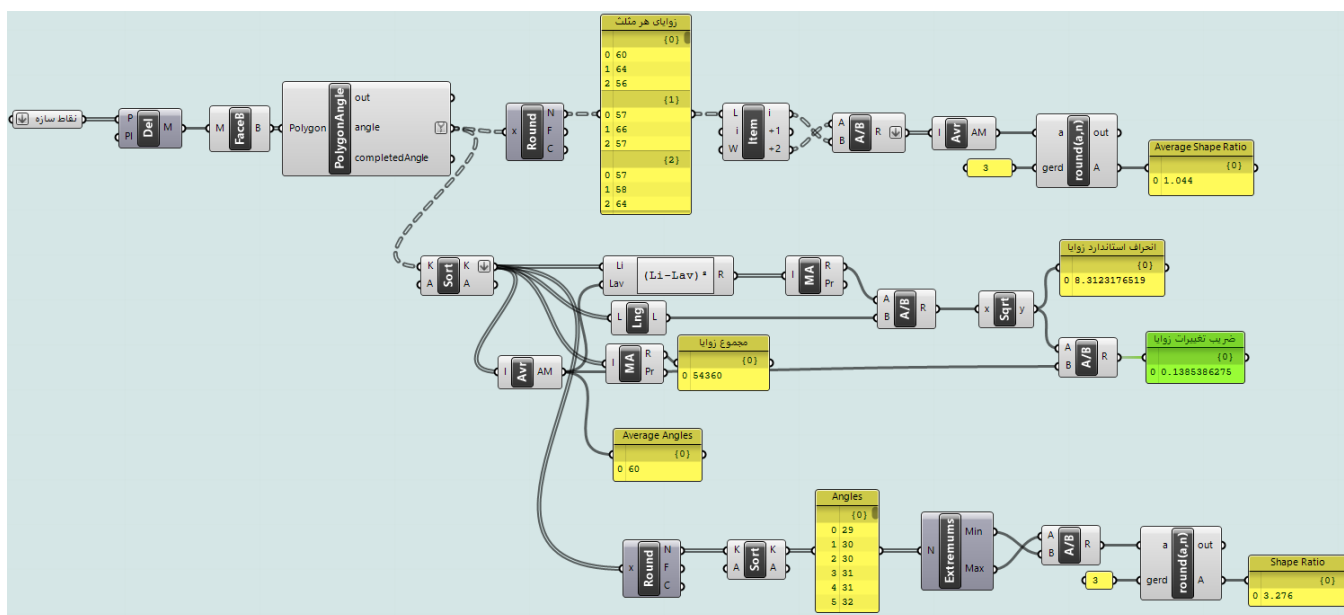 نقاط سازه
P
Pl
Del
M
M
FaceB
B
Polygon
PolygonAngle
out
angle
completedAngle
x
Round
N
F
C
زوایای هر مثلث
{0}
0 60
1 64
2 56
{1}
0 57
1 66
2 57
{2}
0 57
1 58
2 64
L
i
W
Item
i
+1
+2
A
B
A/B
R
I
Avr
AM
3
a
gerd
round(a,n)
out
A
Average Shape Ratio
{0}
0 1.044
K
A
Sort
K
A
Li
Lav
(Li-Lav)²
R
I
MA
R
Pr
L
Lng
L
A
B
A/B
R
x
Sqrt
y
انحراف استاندارد زوایا
{0}
0 8.3123176519
I
Avr
AM
I
MA
R
Pr
مجموع زوایا
{0}
0 54360
A
B
A/B
R
ضریب تغییرات زوایا
{0}
0 0.1385386275
Average Angles
{0}
0 60
x
Round
N
F
C
K
A
Sort
K
A
Angles
{0}
0 29
1 30
2 30
3 31
4 31
5 32
N
Extremums
Min
Max
A
B
A/B
R
3
a
gerd
round(a,n)
out
A
Shape Ratio
{0}
0 3.276